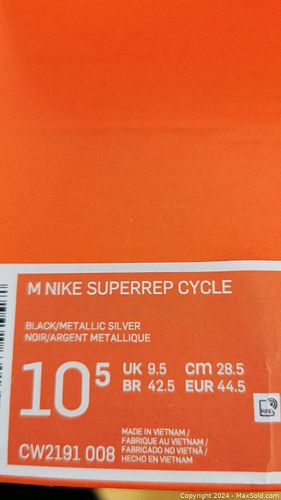 M NIKE SUPERREP CYCLE
BLACK/METALLIC SILVER
NOIR/ARGENT METALLIQUE
10⁵
UK 9.5 cm 28.5
BR 42.5 EUR 44.5
MADE IN VIETNAM /
FABRIQUE AU VIETNAM /
FABRICADO NO VIETNÃ /
HECHO EN VIETNAM
CW2191 008
Copyright 2024 - MaxSold.com